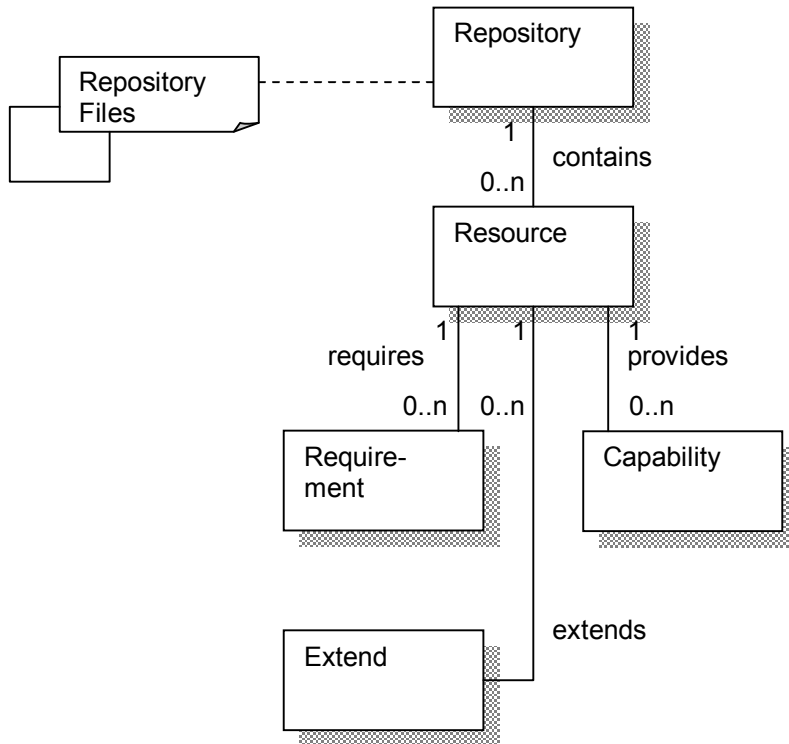 Repository
Repository
Files
1
contains
0..n
Resource
1 1 1
requires provides
0..n 0..n 0..n
Require-
ment
Capability
extends
Extend